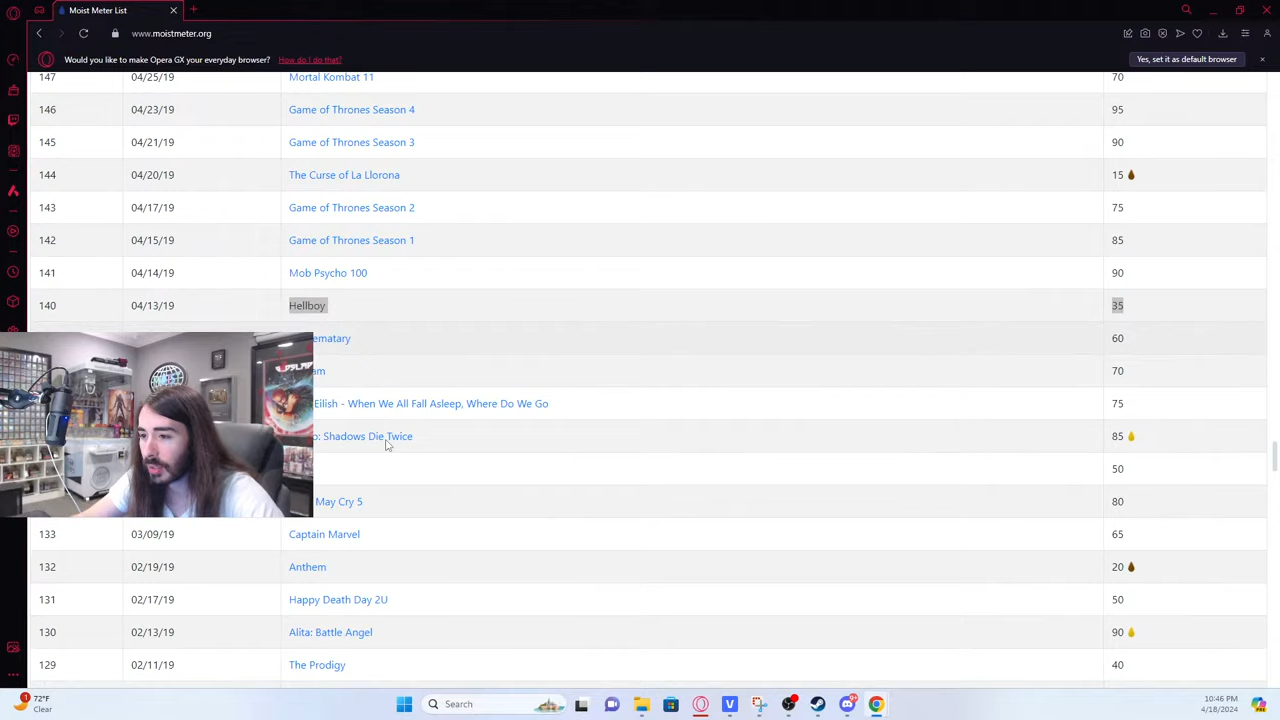 Moist Meter List
www.moistmeter.org
Would you like to make Opera GX your everyday browser? How do i do that? Yes, set it as default browser
147 04/25/19 Mortal Kombat 11 70
146 04/23/19 Game of Thrones Season 4 95
145 04/21/19 Game of Thrones Season 3 90
144 04/20/19 The Curse of La Llorona 15
143 04/17/19 Game of Thrones Season 2 75
142 04/15/19 Game of Thrones Season 1 85
141 04/14/19 Mob Psycho 100 90
140 04/13/19 Hellboy 35
ematary 60
am 70
Eilish - When We All Fall Asleep, Where Do We Go 75
o: Shadows Die Twice 85
50
May Cry 5 80
133 03/09/19 Captain Marvel 65
132 02/19/19 Anthem 20
131 02/17/19 Happy Death Day 2U 50
130 02/13/19 Alita: Battle Angel 90
129 02/11/19 The Prodigy 40
1
72°F
Clear
Search
10:46 PM
4/18/2024